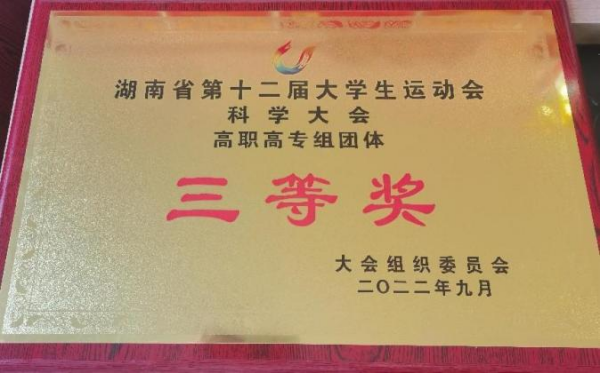 湖南省第十二届大学生运动会
科学大会
高职高专组团体
三等奖
大会组织委员会
二〇二二年九月